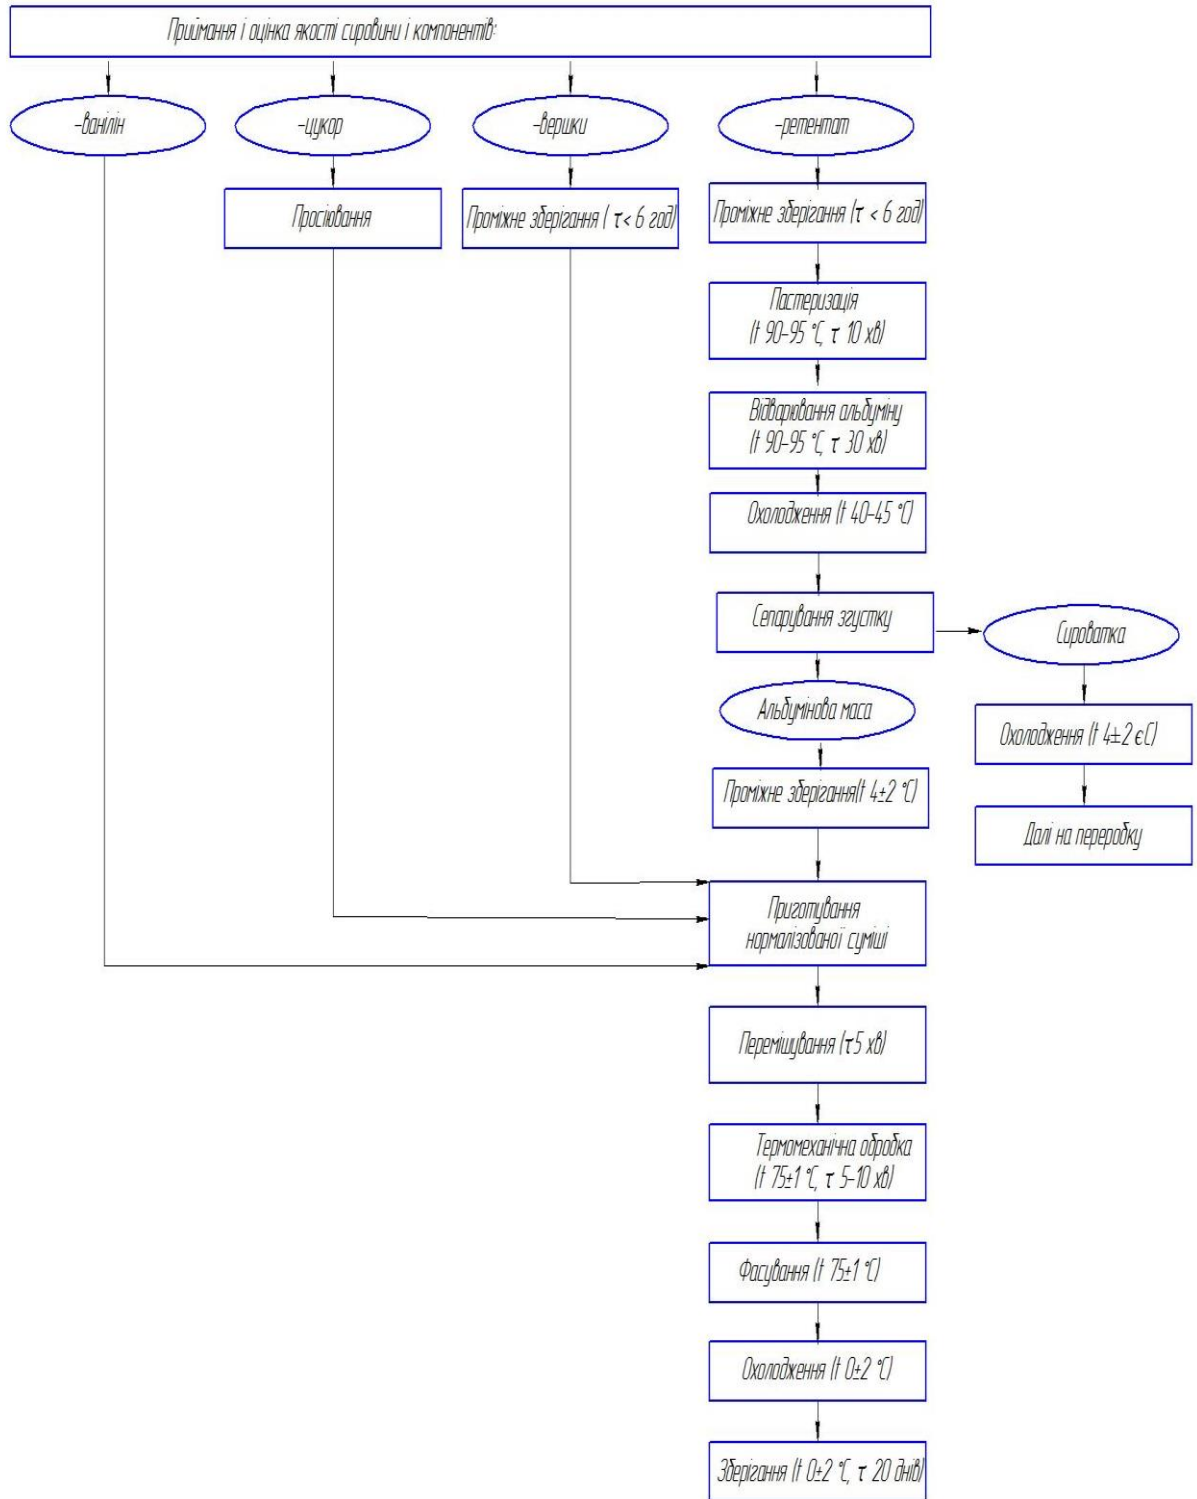 Приймання і оцінка якості сировини і компонентів:
-ванілін
-цукор
-вершки
-ретентат
Просіювання
Проміжне зберігання ( τ < 6 год)
Проміжне зберігання (τ < 6 год)
Пастеризація
(t 90-95 °C, τ 10 хв)
Відварювання альбуміну
(t 90-95 °C, τ 30 хв)
Охолодження (t 40-45 °C)
Сепарування згустку
Сироватка
Альбумінова маса
Охолодження (t 4±2 єC)
Проміжне зберігання(t 4±2 °C)
Далі на переробку
Приготування
нормалізованої суміші
Перемішування (τ5 хв)
Термомеханічна обробка
(t 75±1 °C, τ 5-10 хв)
Фасування (t 75±1 °C)
Охолодження (t 0±2 °C)
Зберігання (t 0±2 °C, τ 20 днів)